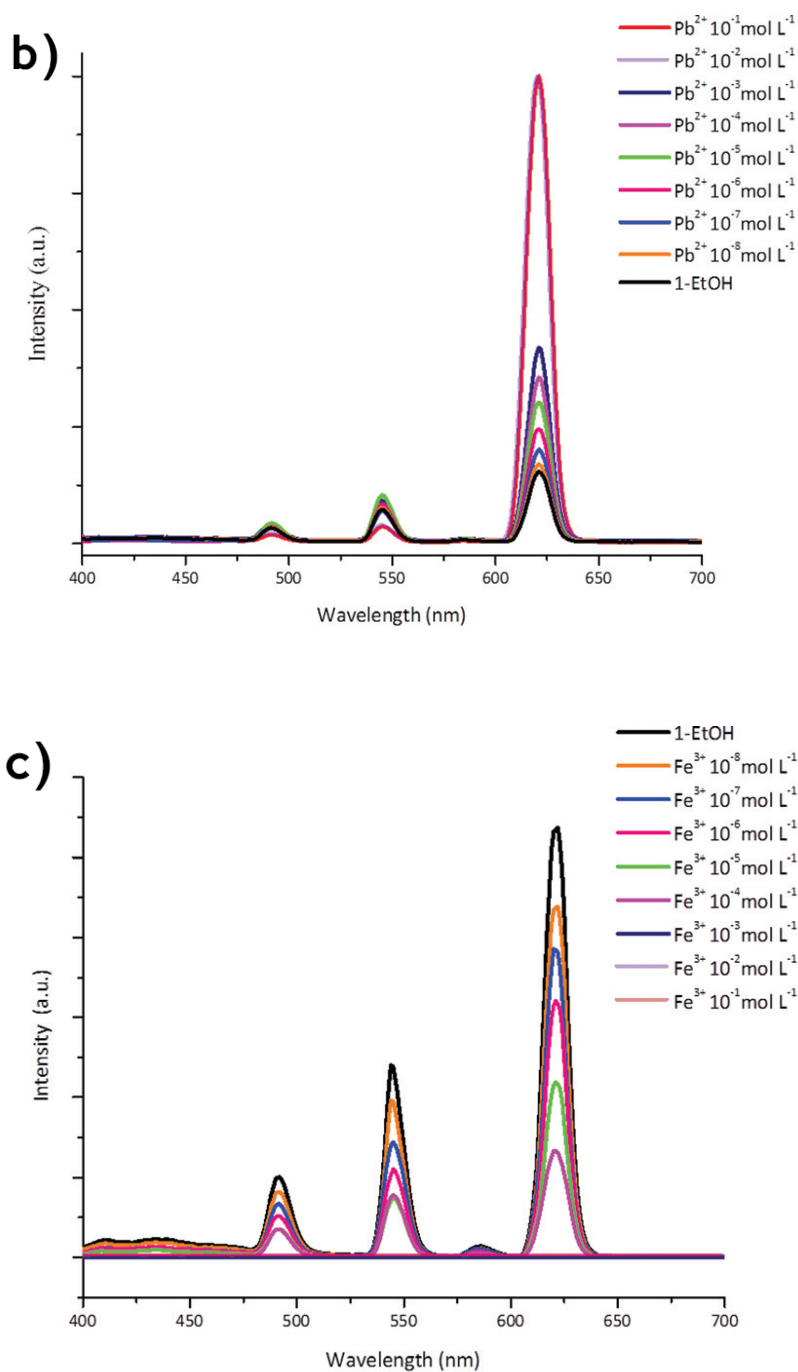 b)
Pb²⁺ 10⁻¹mol L⁻¹
Pb²⁺ 10⁻²mol L⁻¹
Pb²⁺ 10⁻³mol L⁻¹
Pb²⁺ 10⁻⁴mol L⁻¹
Pb²⁺ 10⁻⁵mol L⁻¹
Pb²⁺ 10⁻⁶mol L⁻¹
Pb²⁺ 10⁻⁷mol L⁻¹
Pb²⁺ 10⁻⁸mol L⁻¹
1-EtOH
Intensity (a.u.)
400 450 500 550 600 650 700
Wavelength (nm)
c)
1-EtOH
Fe³⁺ 10⁻⁸mol L⁻¹
Fe³⁺ 10⁻⁷mol L⁻¹
Fe³⁺ 10⁻⁶mol L⁻¹
Fe³⁺ 10⁻⁵mol L⁻¹
Fe³⁺ 10⁻⁴mol L⁻¹
Fe³⁺ 10⁻³mol L⁻¹
Fe³⁺ 10⁻²mol L⁻¹
Fe³⁺ 10⁻¹mol L⁻¹
Intensity (a.u.)
400 450 500 550 600 650 700
Wavelength (nm)